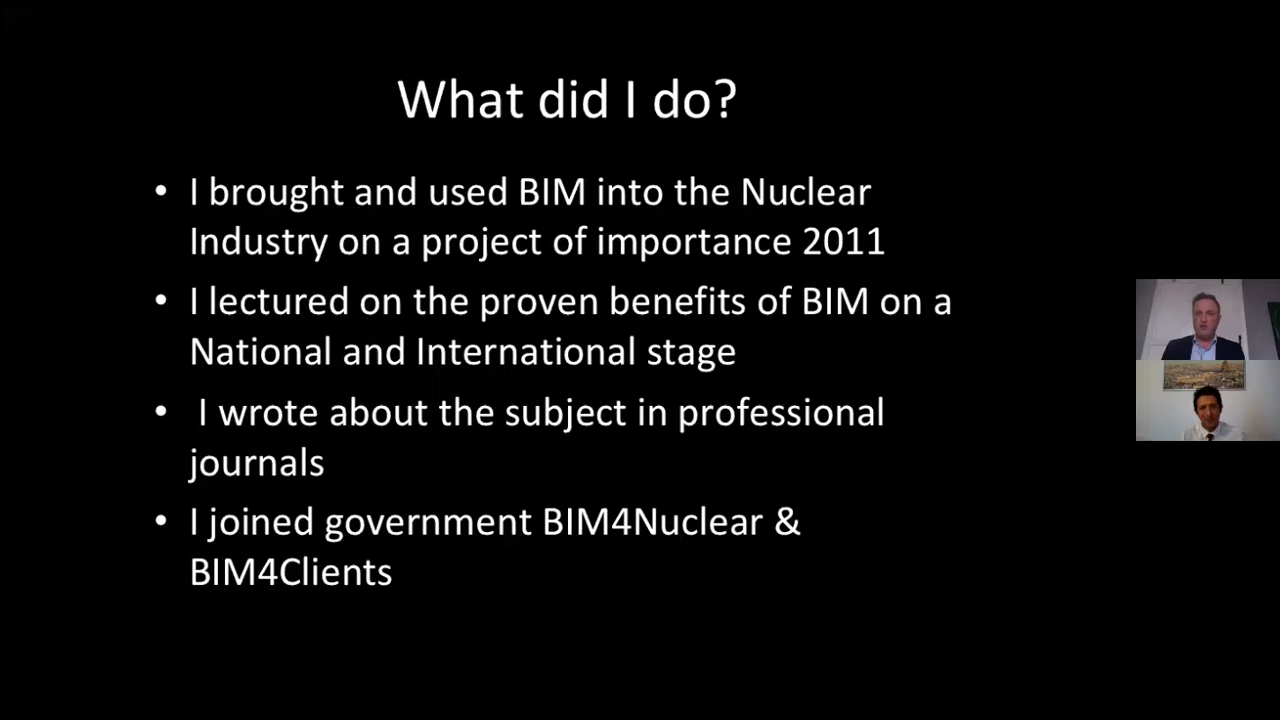 What did I do?
• I brought and used BIM into the Nuclear
Industry on a project of importance 2011
• I lectured on the proven benefits of BIM on a
National and International stage
• I wrote about the subject in professional
journals
• I joined government BIM4Nuclear &
BIM4Clients